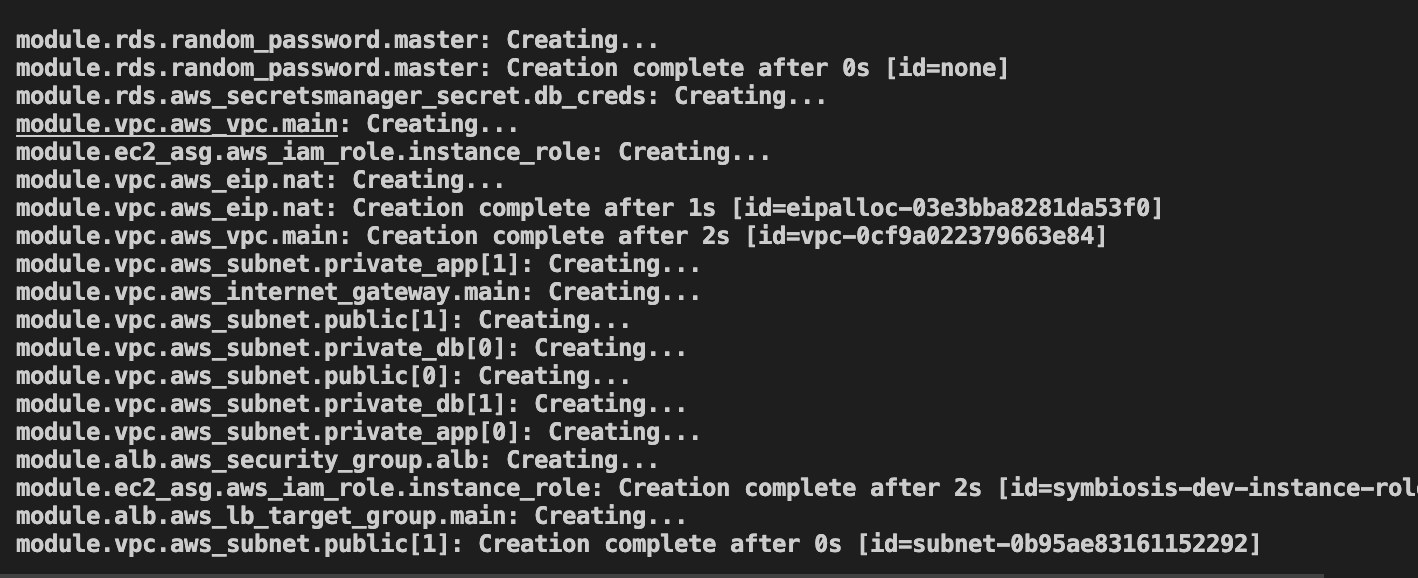 module.rds.random_password.master: Creating...
module.rds.random_password.master: Creation complete after 0s [id=none]
module.rds.aws_secretsmanager_secret.db_creds: Creating...
module.vpc.aws_vpc.main: Creating...
module.ec2_asg.aws_iam_role.instance_role: Creating...
module.vpc.aws_eip.nat: Creating...
module.vpc.aws_eip.nat: Creation complete after 1s [id=eipalloc-03e3bba8281da53f0]
module.vpc.aws_vpc.main: Creation complete after 2s [id=vpc-0cf9a022379663e84]
module.vpc.aws_subnet.private_app[1]: Creating...
module.vpc.aws_internet_gateway.main: Creating...
module.vpc.aws_subnet.public[1]: Creating...
module.vpc.aws_subnet.private_db[0]: Creating...
module.vpc.aws_subnet.public[0]: Creating...
module.vpc.aws_subnet.private_db[1]: Creating...
module.vpc.aws_subnet.private_app[0]: Creating...
module.alb.aws_security_group.alb: Creating...
module.ec2_asg.aws_iam_role.instance_role: Creation complete after 2s [id=symbiosis-dev-instance-role
module.alb.aws_lb_target_group.main: Creating...
module.vpc.aws_subnet.public[1]: Creation complete after 0s [id=subnet-0b95ae83161152292]